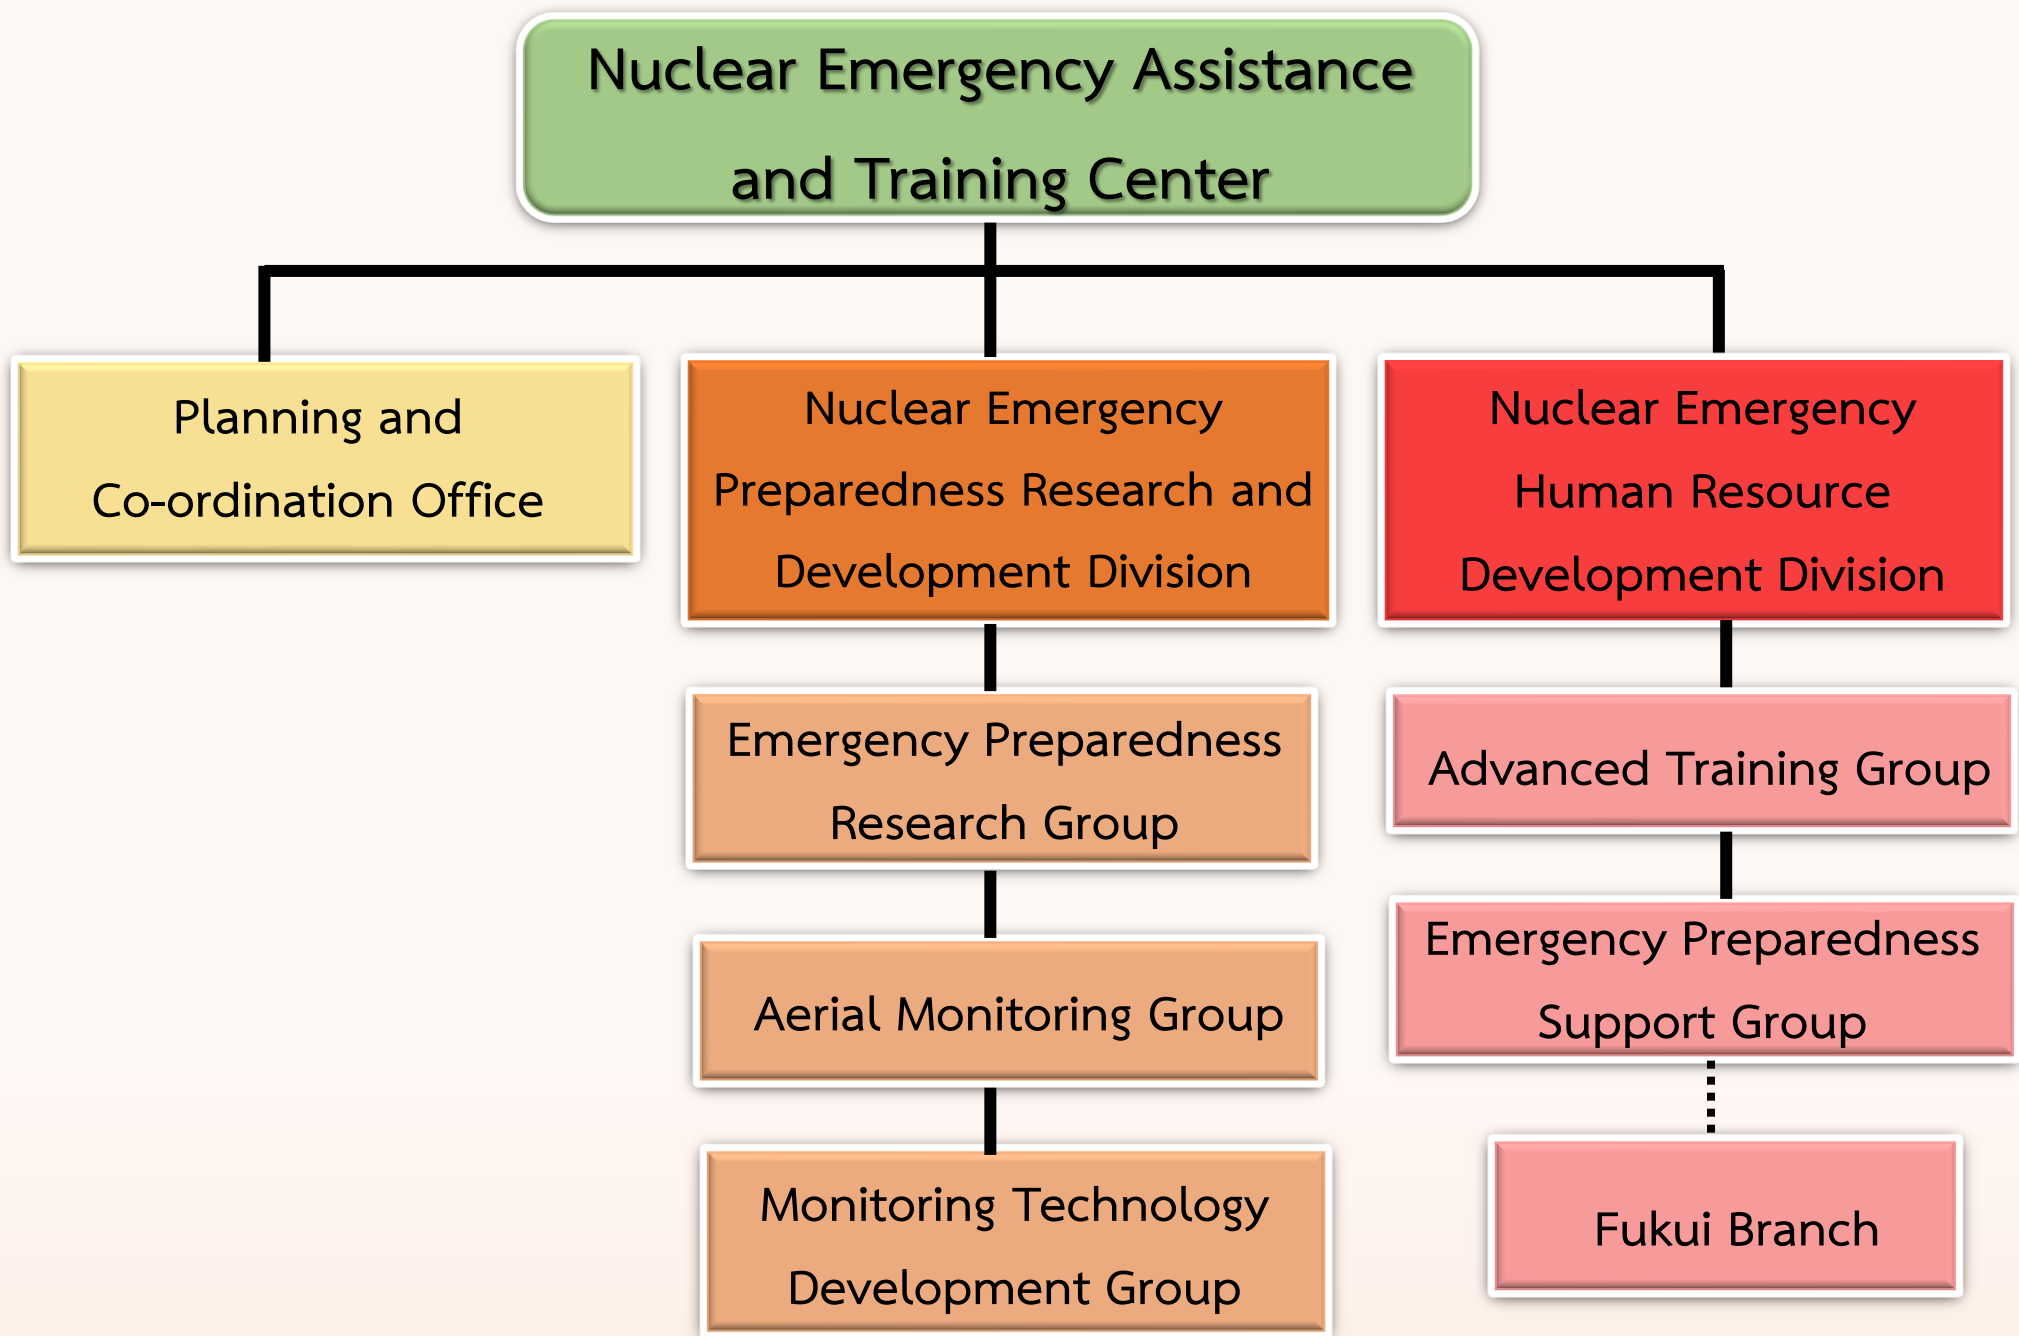 Nuclear Emergency Assistance
and Training Center
Planning and
Co-ordination Office
Nuclear Emergency
Preparedness Research and
Development Division
Nuclear Emergency
Human Resource
Development Division
Emergency Preparedness
Research Group
Advanced Training Group
Aerial Monitoring Group
Emergency Preparedness
Support Group
Monitoring Technology
Development Group
Fukui Branch